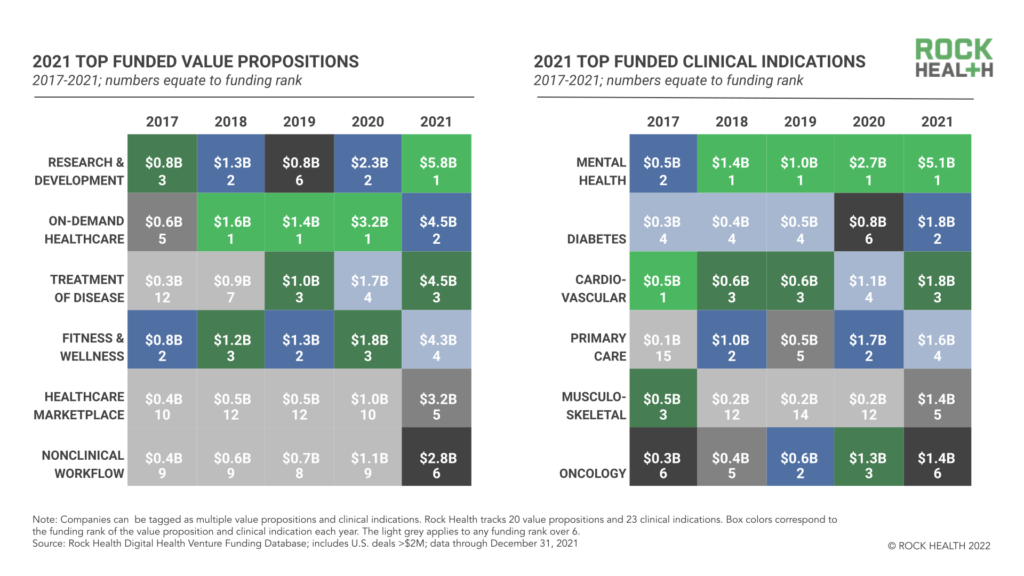 2021 TOP FUNDED VALUE PROPOSITIONS
2017-2021; numbers equate to funding rank
2017 2018 2019 2020 2021
RESEARCH & DEVELOPMENT
$0.8B $1.3B $0.8B $2.3B $5.8B
3 2 6 2 1
ON-DEMAND HEALTHCARE
$0.6B $1.6B $1.4B $3.2B $4.5B
5 1 1 1 2
TREATMENT OF DISEASE
$0.3B $0.9B $1.0B $1.7B $4.5B
12 7 3 4 3
FITNESS & WELLNESS
$0.8B $1.2B $1.3B $1.8B $4.3B
2 3 2 3 4
HEALTHCARE MARKETPLACE
$0.4B $0.5B $0.5B $1.0B $3.2B
10 12 12 10 5
NONCLINICAL WORKFLOW
$0.4B $0.6B $0.7B $1.1B $2.8B
9 9 8 9 6
2021 TOP FUNDED CLINICAL INDICATIONS
2017-2021; numbers equate to funding rank
ROCK
HEALTH
2017 2018 2019 2020 2021
MENTAL HEALTH
$0.5B $1.4B $1.0B $2.7B $5.1B
2 1 1 1 1
DIABETES
$0.3B $0.4B $0.5B $0.8B $1.8B
4 4 4 6 2
CARDIO-VASCULAR
$0.5B $0.6B $0.6B $1.1B $1.8B
1 3 3 4 3
PRIMARY CARE
$0.1B $1.0B $0.5B $1.7B $1.6B
15 2 5 2 4
MUSCULO-SKELETAL
$0.5B $0.2B $0.2B $0.2B $1.4B
3 12 14 12 5
ONCOLOGY
$0.3B $0.4B $0.6B $1.3B $1.4B
6 5 2 3 6
Note: Companies can be tagged as multiple value propositions and clinical indications. Rock Health tracks 20 value propositions and 23 clinical indications. Box colors correspond to
the funding rank of the value proposition and clinical indication each year. The light grey applies to any funding rank over 6.
Source: Rock Health Digital Health Venture Funding Database; includes U.S. deals >$2M; data through December 31, 2021
© ROCK HEALTH 2022